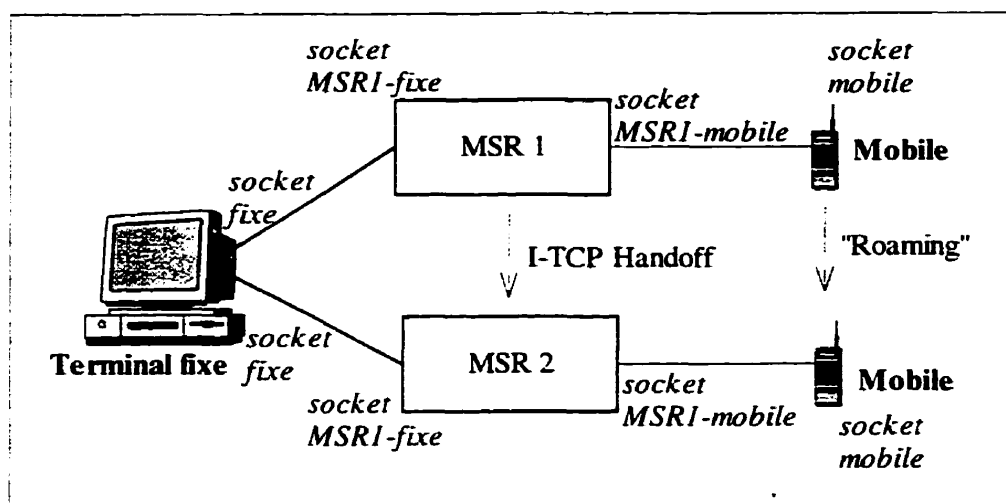 socket
MSR1-fixe
socket
mobile
MSR 1
socket
MSR1-mobile
Mobile
socket
fixe
I-TCP Handoff
"Roaming"
Terminal fixe
socket
fixe
MSR 2
Mobile
socket
MSR1-fixe
socket
MSR1-mobile
socket
mobile